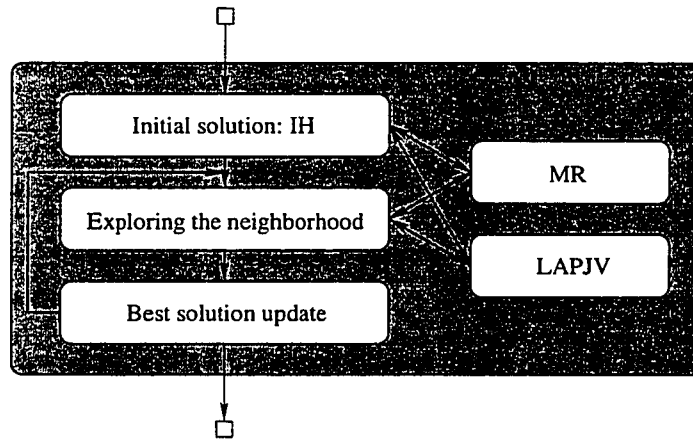 Initial solution: IH
MR
Exploring the neighborhood
LAPJV
Best solution update